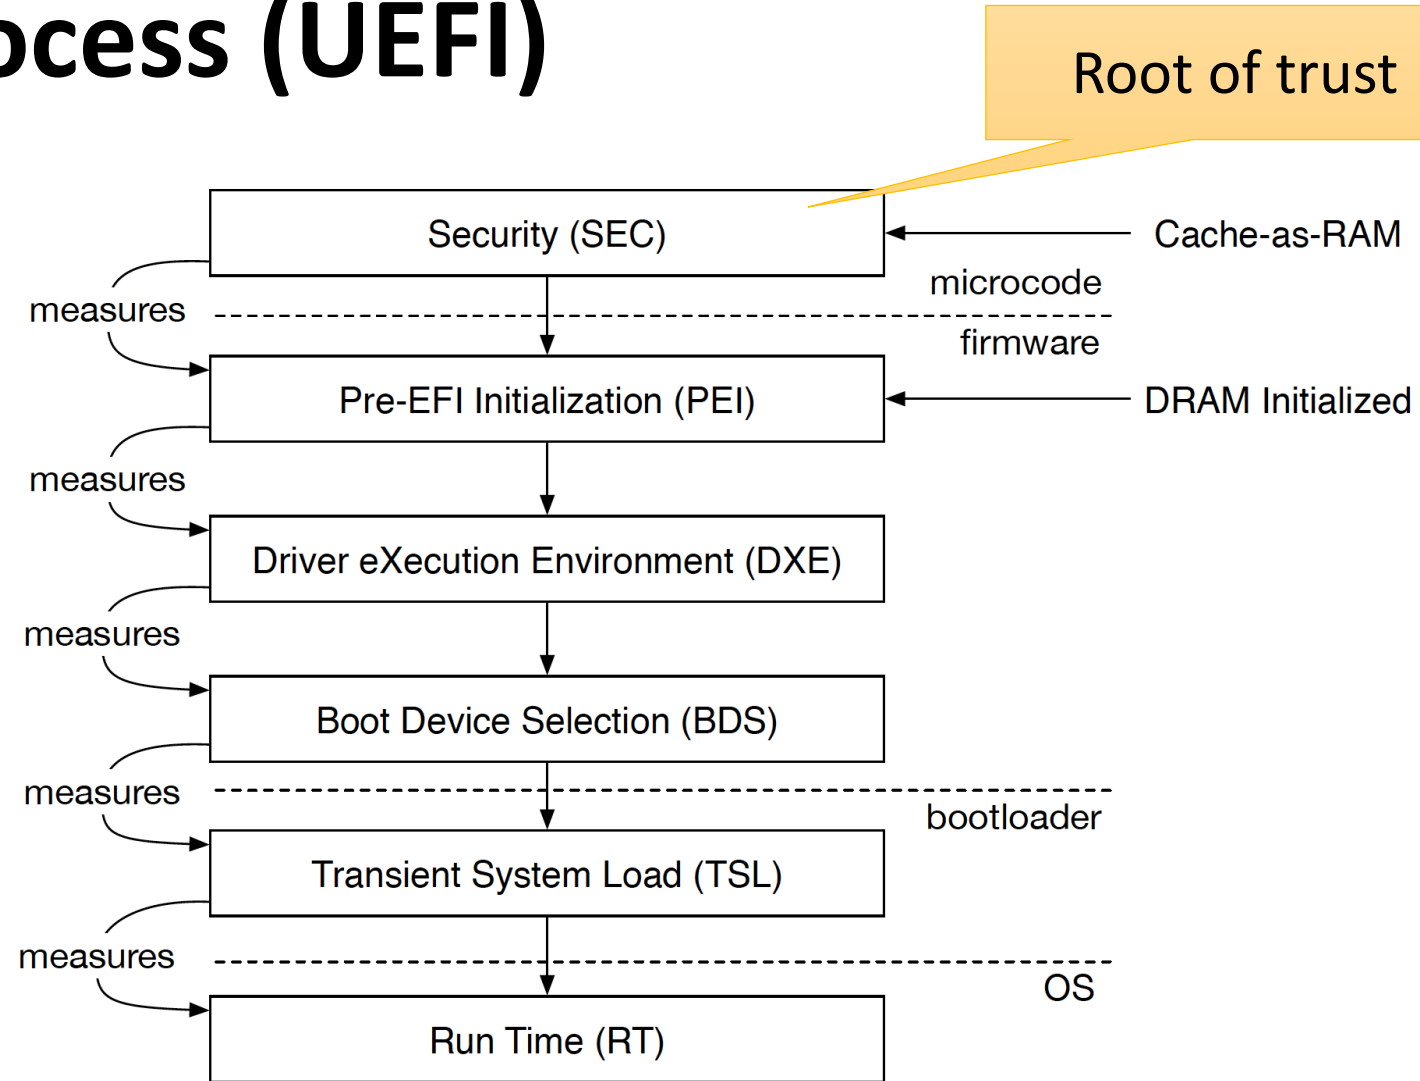 ocess (UEFI)
Root of trust
Security (SEC)
Cache-as-RAM
microcode
measures
firmware
Pre-EFI Initialization (PEI)
DRAM Initialized
measures
Driver eXecution Environment (DXE)
measures
Boot Device Selection (BDS)
measures
bootloader
Transient System Load (TSL)
measures
OS
Run Time (RT)